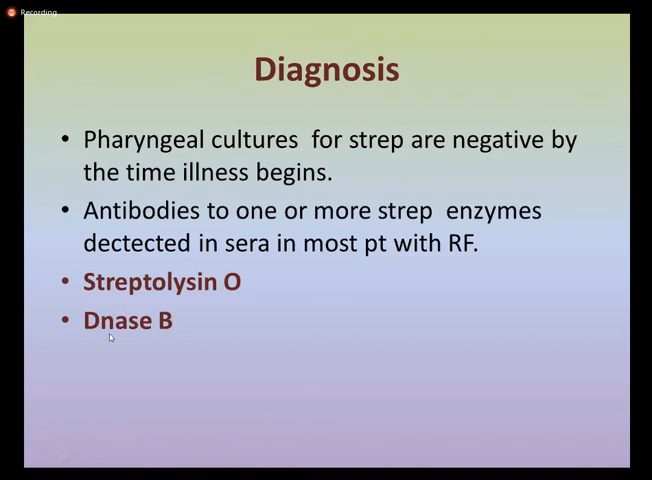 Recording
Diagnosis
• Pharyngeal cultures for strep are negative by
the time illness begins.
• Antibodies to one or more strep enzymes
dectected in sera in most pt with RF.
• Streptolysin O
• Dnase B